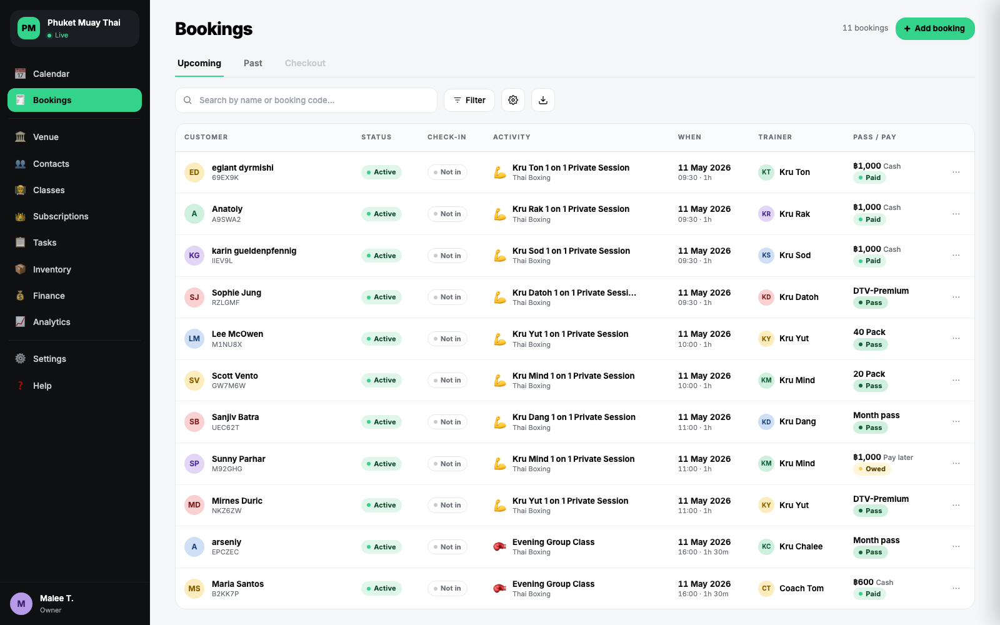 PM
Phuket Muay Thai
Live
Calendar
Bookings
Venue
Contacts
Classes
Subscriptions
Tasks
Inventory
Finance
Analytics
Settings
Help
M
Malee T.
Owner
Bookings
11 bookings
+ Add booking
Upcoming Past Checkout
Search by name or booking code...
Filter
CUSTOMER STATUS CHECK-IN ACTIVITY WHEN TRAINER PASS / PAY
ED eglant dyrmishi Active Not in Kru Ton 1 on 1 Private Session 11 May 2026 KT Kru Ton ฿1,000 Cash
69EX9K Thai Boxing 09:30 · 1h Paid
A Anatoly Active Not in Kru Rak 1 on 1 Private Session 11 May 2026 KR Kru Rak ฿1,000 Cash
A9SWA2 Thai Boxing 09:30 · 1h Paid
KG karin gueldenpfennig Active Not in Kru Sod 1 on 1 Private Session 11 May 2026 KS Kru Sod ฿1,000 Cash
IIEV9L Thai Boxing 09:30 · 1h Paid
SJ Sophie Jung Active Not in Kru Datoh 1 on 1 Private Sessi... 11 May 2026 KD Kru Datoh DTV-Premium
RZLGMF Thai Boxing 09:30 · 1h Pass
LM Lee McOwen Active Not in Kru Yut 1 on 1 Private Session 11 May 2026 KY Kru Yut 40 Pack
M1NU8X Thai Boxing 10:00 · 1h Pass
SV Scott Vento Active Not in Kru Mind 1 on 1 Private Session 11 May 2026 KM Kru Mind 20 Pack
GW7M6W Thai Boxing 10:00 · 1h Pass
SB Sanjiv Batra Active Not in Kru Dang 1 on 1 Private Session 11 May 2026 KD Kru Dang Month pass
UEC62T Thai Boxing 11:00 · 1h Pass
SP Sunny Parhar Active Not in Kru Mind 1 on 1 Private Session 11 May 2026 KM Kru Mind ฿1,000 Pay later
M92GHG Thai Boxing 11:00 · 1h Owed
MD Mirnes Duric Active Not in Kru Yut 1 on 1 Private Session 11 May 2026 KY Kru Yut DTV-Premium
NKZ6ZW Thai Boxing 11:00 · 1h Pass
A arseniy Active Not in Evening Group Class 11 May 2026 KC Kru Chalee Month pass
EPCZEC Thai Boxing 16:00 · 1h 30m Pass
MS Maria Santos Active Not in Evening Group Class 11 May 2026 CT Coach Tom ฿600 Cash
B2KK7P Thai Boxing 16:00 · 1h 30m Paid